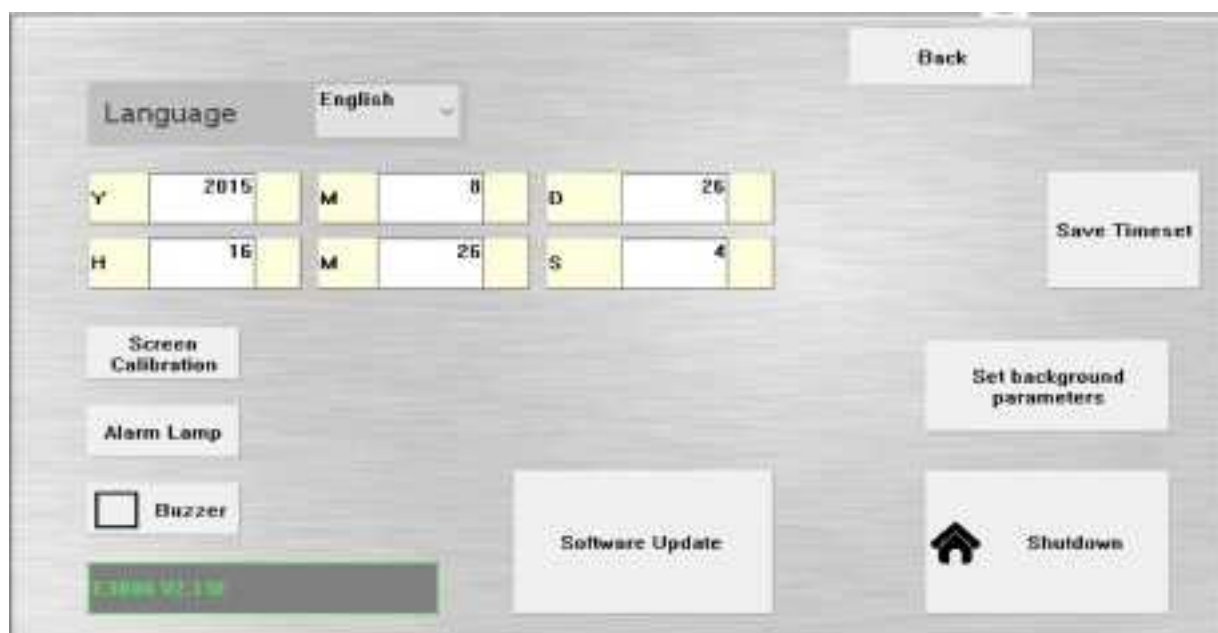 Back
Language English
Y 2015 M 8 D 26
H 16 M 26 S 4
Save Timeset
Screen
Calibration
Set background
parameters
Alarm Lamp
Buzzer
Software Update
Shutdown